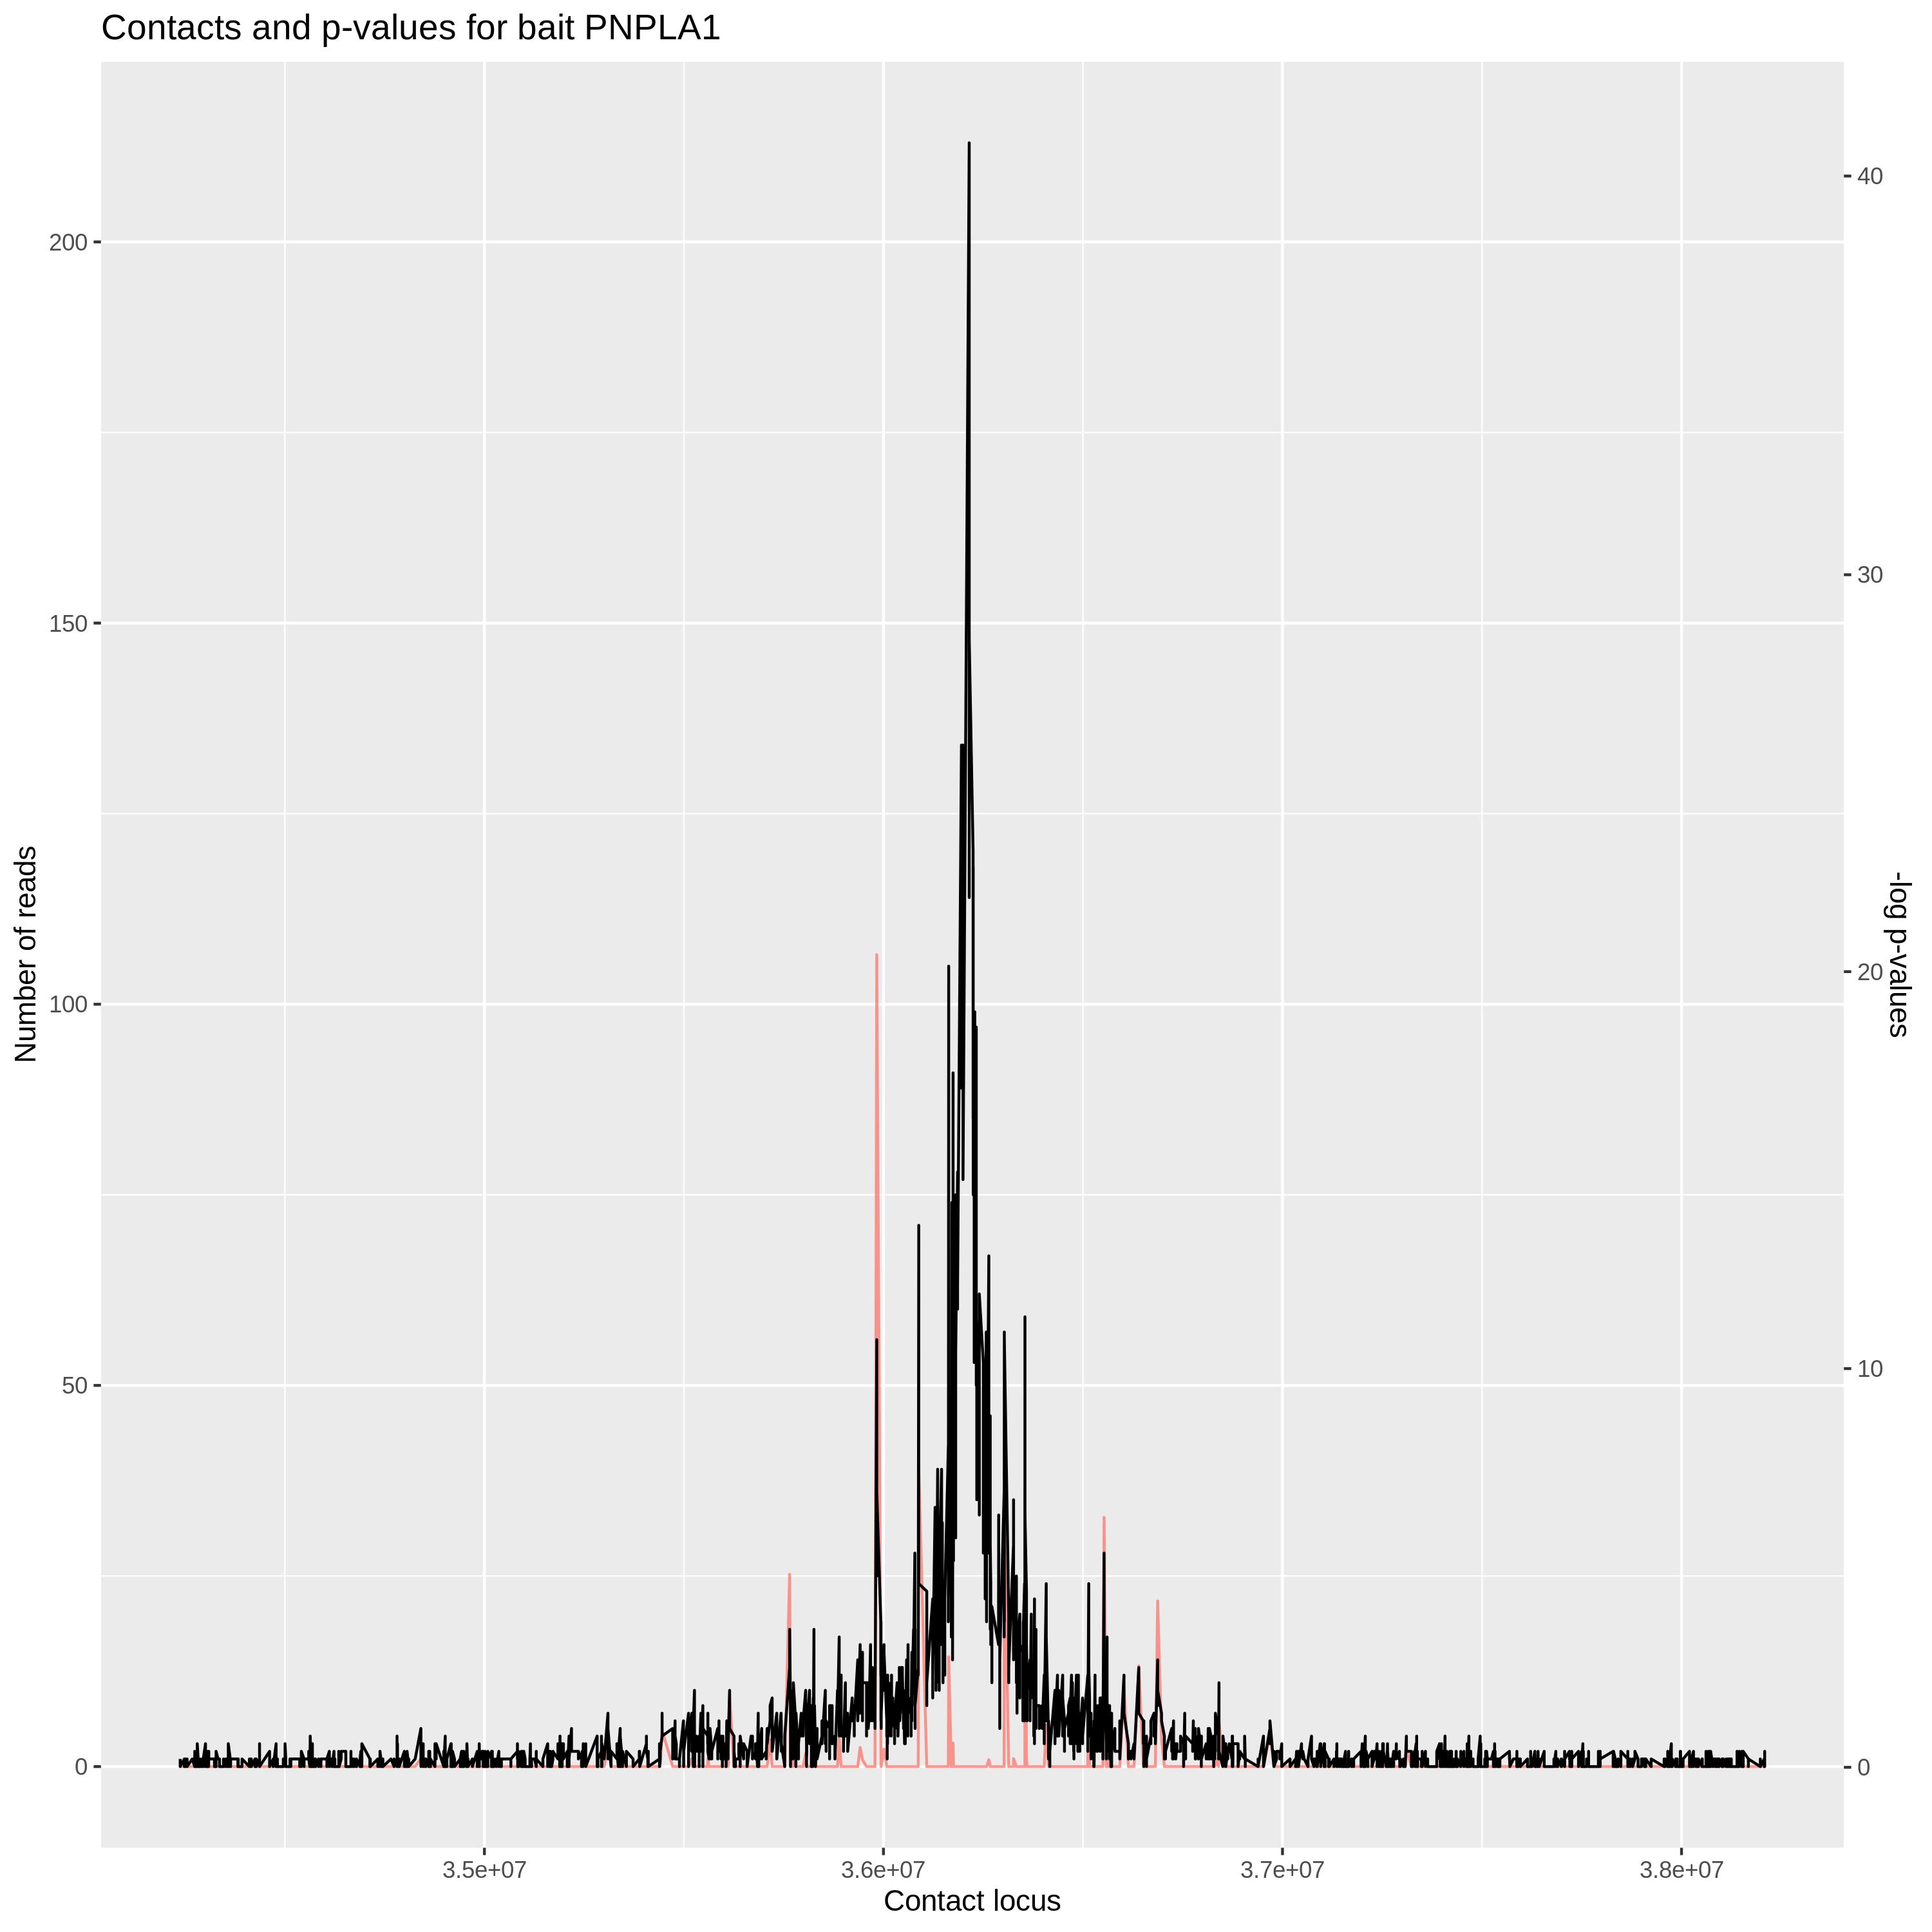 Contacts and p-values for bait PNPLA1
200
150
100
50
0
Number of reads
40
30
20
10
0
-log p-values
3.5e+07 3.6e+07 3.7e+07 3.8e+07
Contact locus